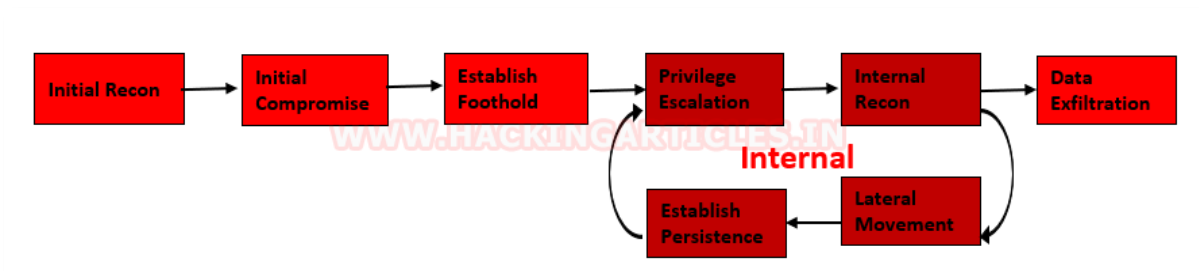 Initial Recon
Initial
Compromise
Establish
Foothold
Privilege
Escalation
Internal
Recon
Data
Exfiltration
WWW.HACKINGARTICLES.IN
Internal
Lateral
Movement
Establish
Persistence